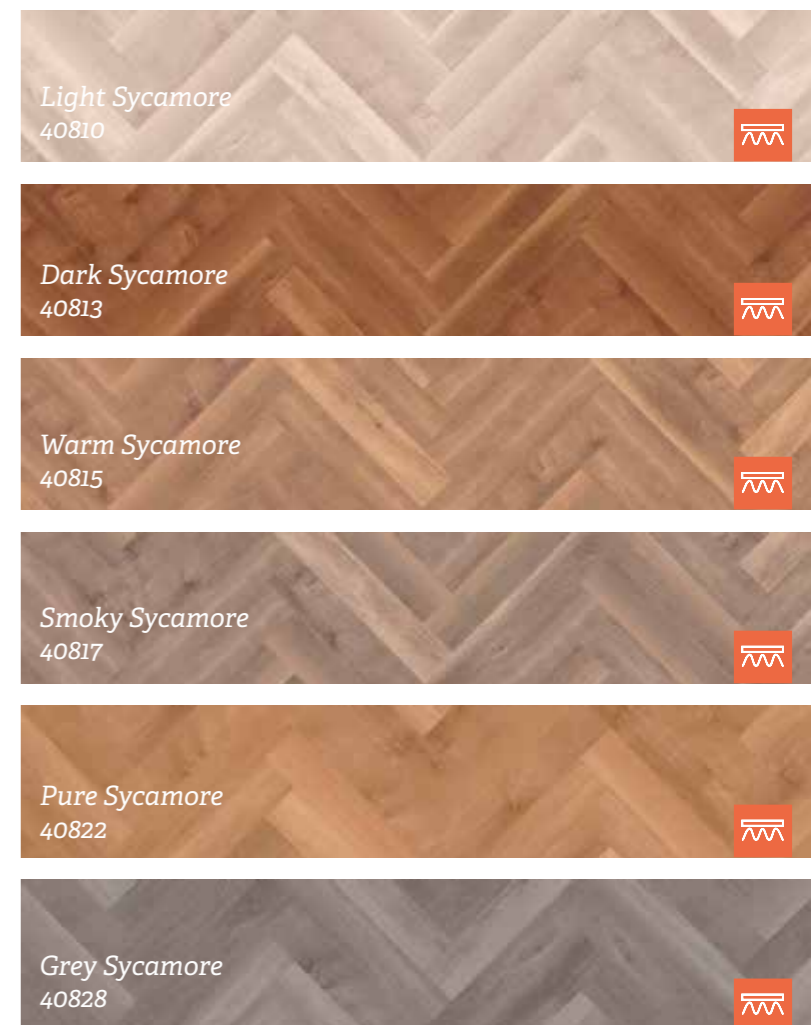 Light Sycamore
40810
Dark Sycamore
40813
Warm Sycamore
40815
Smoky Sycamore
40817
Pure Sycamore
40822
Grey Sycamore
40828